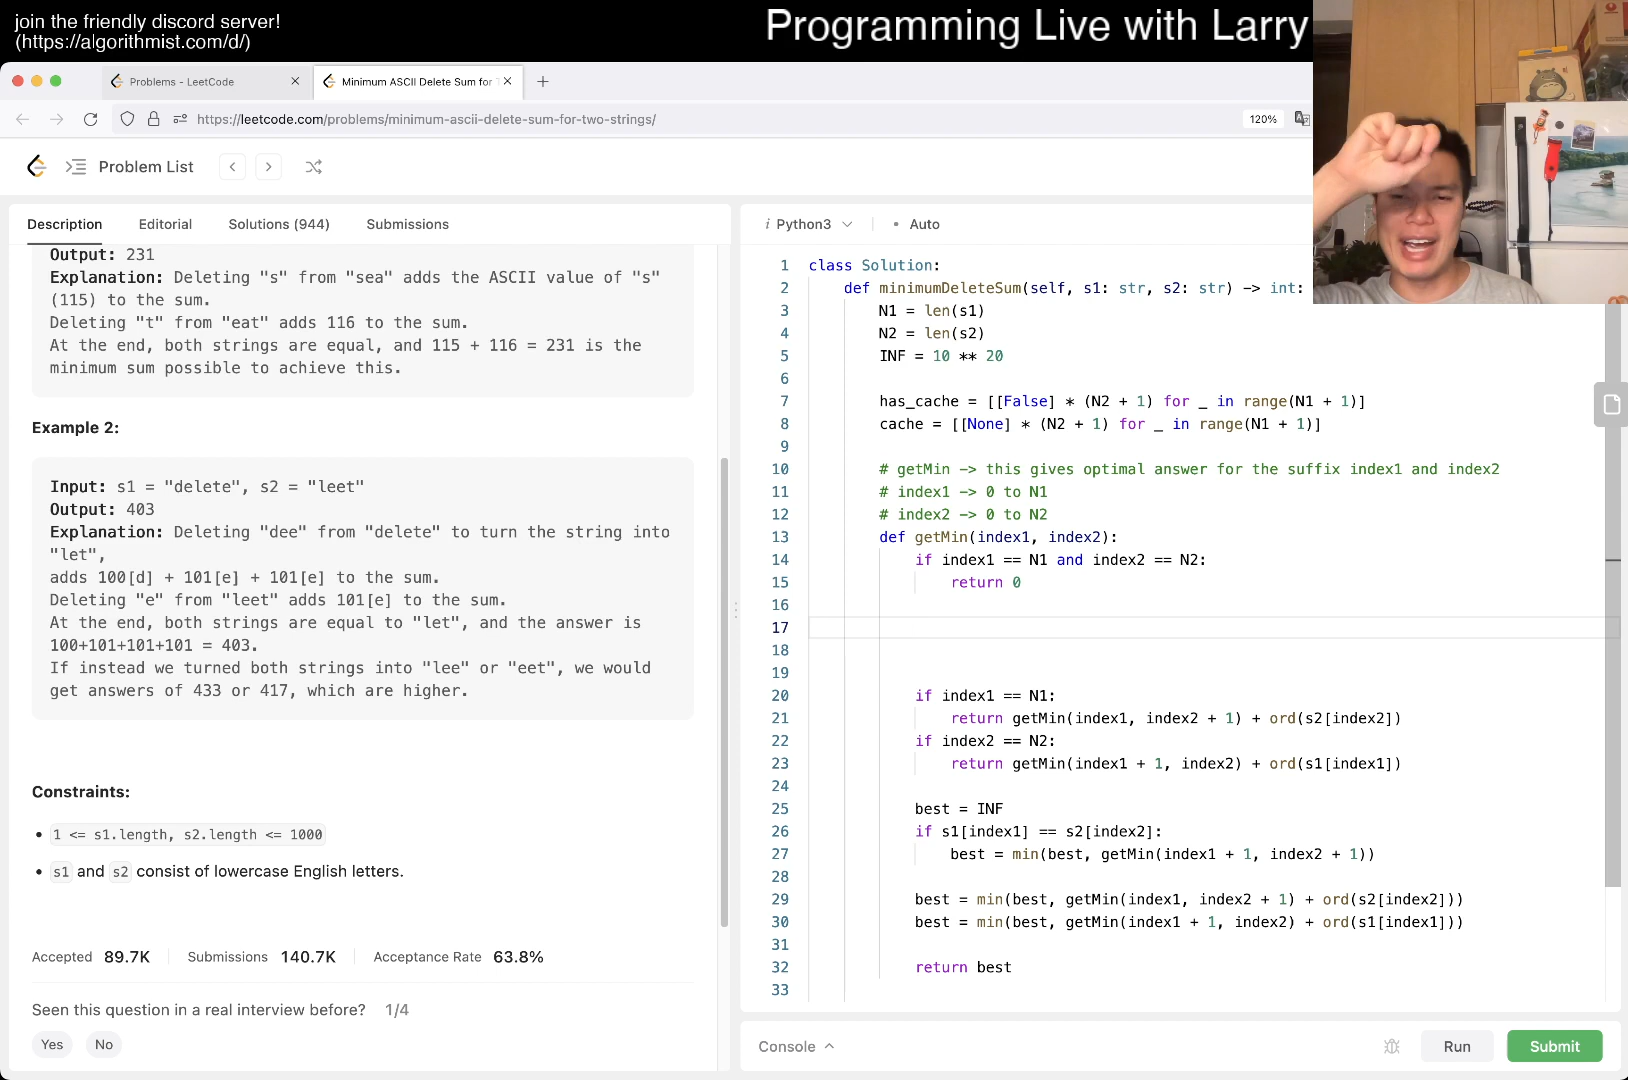 join the friendly discord server!
(https://algorithmist.com/d/)
Programming Live with Larry
Problems - LeetCode
Minimum ASCII Delete Sum for
https://leetcode.com/problems/minimum-ascii-delete-sum-for-two-strings/
120%
Problem List
Description Editorial Solutions (944) Submissions
Output: 231
Explanation: Deleting "s" from "sea" adds the ASCII value of "s"
(115) to the sum.
Deleting "t" from "eat" adds 116 to the sum.
At the end, both strings are equal, and 115 + 116 = 231 is the
minimum sum possible to achieve this.
Example 2:
Input: s1 = "delete", s2 = "leet"
Output: 403
Explanation: Deleting "dee" from "delete" to turn the string into
"let",
adds 100[d] + 101[e] + 101[e] to the sum.
Deleting "e" from "leet" adds 101[e] to the sum.
At the end, both strings are equal to "let", and the answer is
100+101+101+101 = 403.
If instead we turned both strings into "lee" or "eet", we would
get answers of 433 or 417, which are higher.
Constraints:
• 1 <= s1.length, s2.length <= 1000
• s1 and s2 consist of lowercase English letters.
Accepted 89.7K Submissions 140.7K Acceptance Rate 63.8%
Seen this question in a real interview before? 1/4
Yes No
i Python3 • Auto
1 class Solution:
2 def minimumDeleteSum(self, s1: str, s2: str) -> int:
3 N1 = len(s1)
4 N2 = len(s2)
5 INF = 10 ** 20
6
7 has_cache = [[False] * (N2 + 1) for _ in range(N1 + 1)]
8 cache = [[None] * (N2 + 1) for _ in range(N1 + 1)]
9
10 # getMin -> this gives optimal answer for the suffix index1 and index2
11 # index1 -> 0 to N1
12 # index2 -> 0 to N2
13 def getMin(index1, index2):
14 if index1 == N1 and index2 == N2:
15 return 0
16
17
18
19
20 if index1 == N1:
21 return getMin(index1, index2 + 1) + ord(s2[index2])
22 if index2 == N2:
23 return getMin(index1 + 1, index2) + ord(s1[index1])
24
25 best = INF
26 if s1[index1] == s2[index2]:
27 best = min(best, getMin(index1 + 1, index2 + 1))
28
29 best = min(best, getMin(index1, index2 + 1) + ord(s2[index2]))
30 best = min(best, getMin(index1 + 1, index2) + ord(s1[index1]))
31
32 return best
33
Console Run Submit